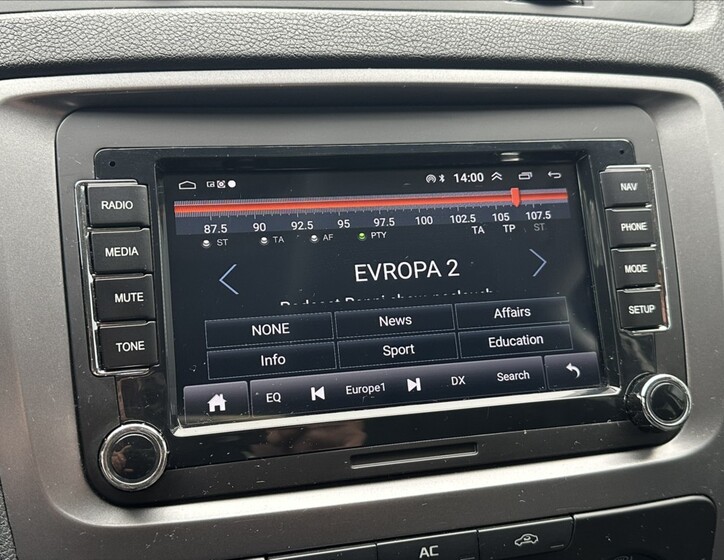 14:00
RADIO
MEDIA
MUTE
TONE
87.5 90 92.5 95 97.5 100 102.5 105 107.5
ST TA AF PTY TA TP ST
EVROPA 2
NONE News Affairs
Info Sport Education
EQ Europe1 DX Search
NAV
PHONE
MODE
SETUP
AC